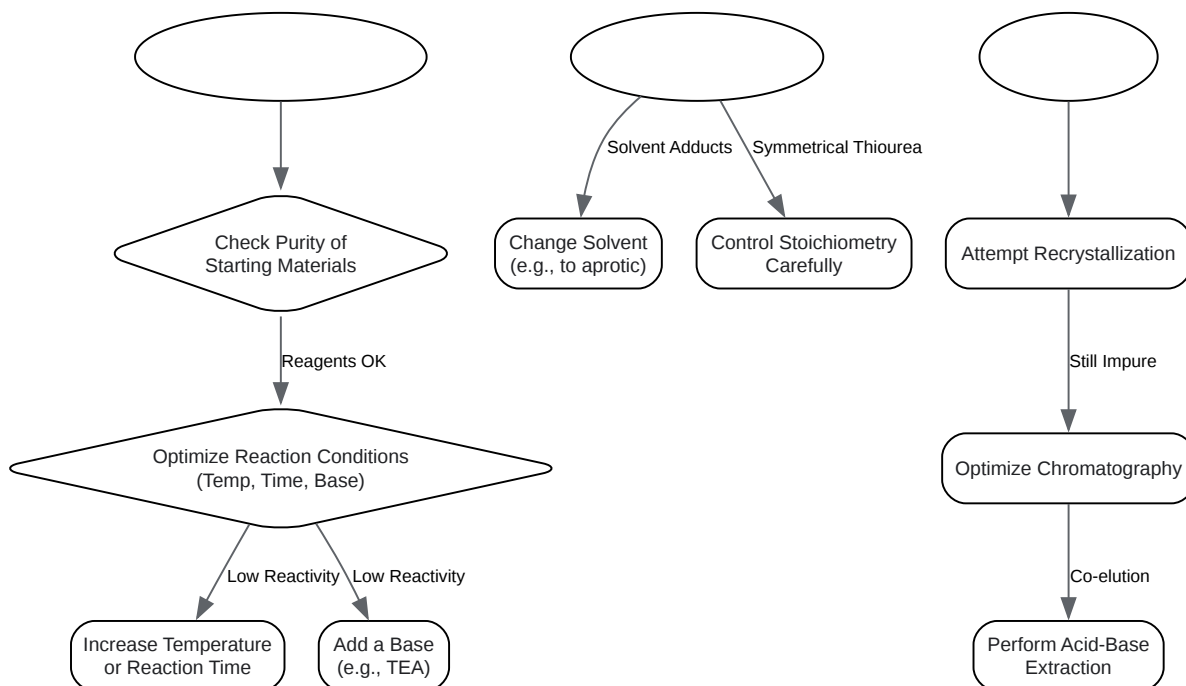 Solvent Adducts
Symmetrical Thiourea
Check Purity of
Starting Materials
Change Solvent
(e.g., to aprotic)
Control Stoichiometry
Carefully
Attempt Recrystallization
Reagents OK
Still Impure
Optimize Reaction Conditions
(Temp, Time, Base)
Optimize Chromatography
Low Reactivity
Low Reactivity
Co-elution
Increase Temperature
or Reaction Time
Add a Base
(e.g., TEA)
Perform Acid-Base
Extraction